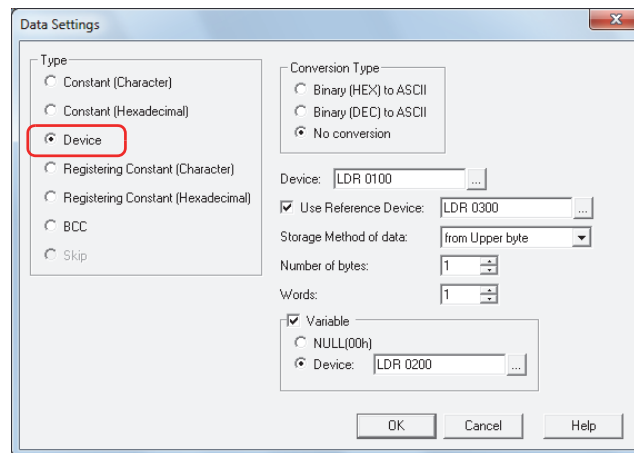 Data Settings
Type
Constant (Character)
Constant (Hexadecimal)
Device
Registering Constant (Character)
Registering Constant (Hexadecimal)
BCC
Skip
Conversion Type
Binary (HEX) to ASCII
Binary (DEC) to ASCII
No conversion
Device: LDR 0100 ...
Use Reference Device: LDR 0300 ...
Storage Method of data: from Upper byte
Number of bytes: 1
Words: 1
Variable
NULL(00h)
Device: LDR 0200 ...
OK Cancel Help